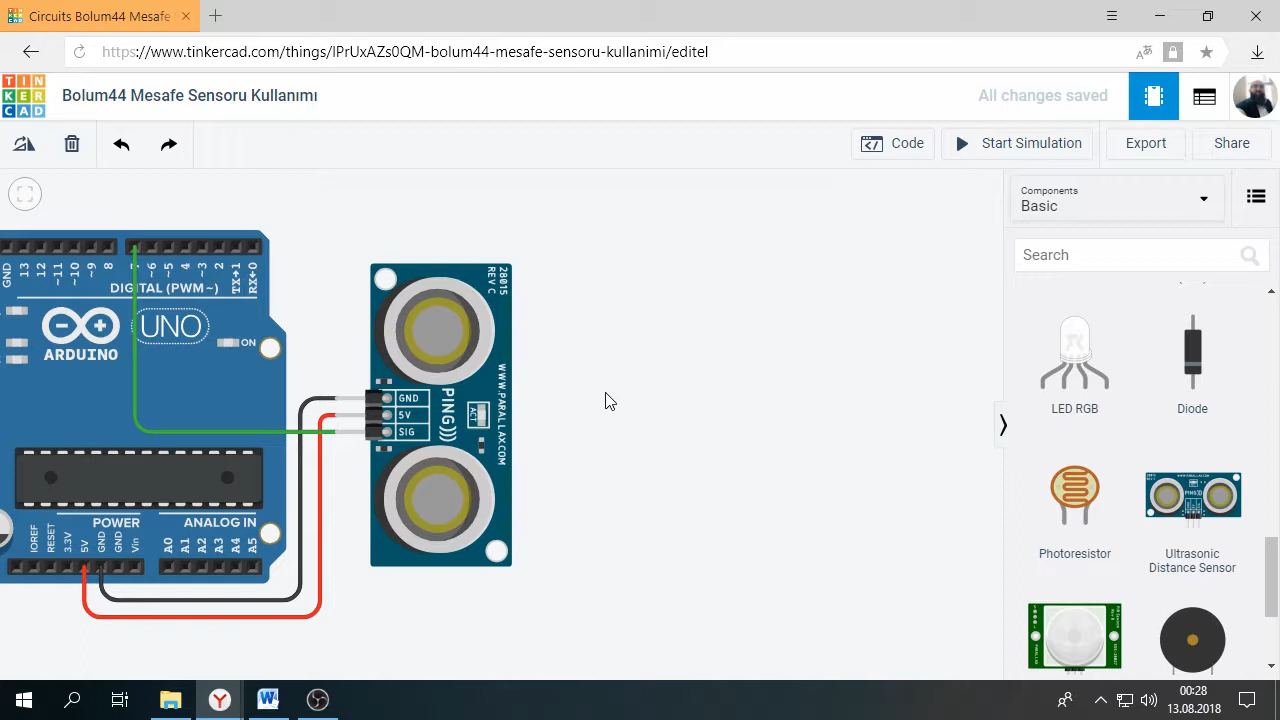 Circuits Bolum44 Mesafe
https://www.tinkercad.com/things/lPrUxAZs0QM-bolum44-mesafe-sensoru-kullanimi/editel
TIN
KER
CAD
Bolum44 Mesafe Sensoru Kullanımı
All changes saved
Code
Start Simulation
Export
Share
Components
Basic
Search
GND
13
12
~11
~10
~9
8
7
~6
~5
4
~3
2
TX→1
RX←0
DIGITAL (PWM ~)
UNO
ARDUINO
ON
28015
REV C
GND
5V
SIG
PING)))
ACT
WWW.PARALLAX.COM
POWER
ANALOG IN
IOREF
RESET
3.3V
5V
GND
GND
Vin
A0
A1
A2
A3
A4
A5
LED RGB
Diode
Photoresistor
Ultrasonic
Distance Sensor
00:28
13.08.2018